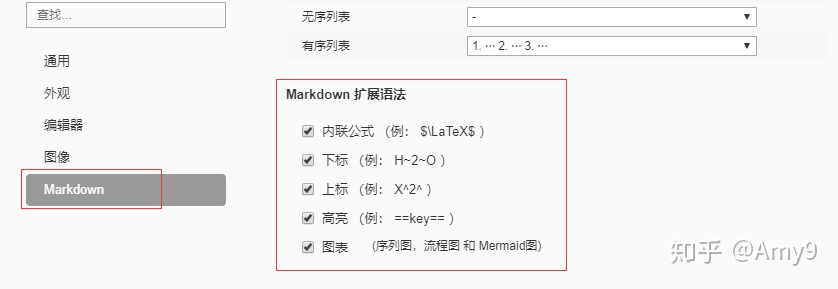 查找...
通用
外观
编辑器
图像
Markdown
无序列表
-
有序列表
1. ··· 2. ··· 3. ···
Markdown 扩展语法
内联公式 （例： $\LaTeX$ ）
下标 （例： H~2~O ）
上标 （例： X^2^ ）
高亮 （例： ==key== ）
图表 （序列图，流程图 和 Mermaid图)
知乎 @Amy9